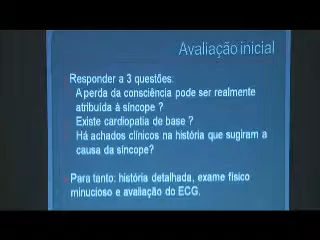 Avaliação inicial
Responder a 3 questões:
A perda da consciência pode ser realmente
atribuída à síncope ?
Existe cardiopatia de base ?
Há achados clínicos na história que sugiram a
causa da síncope?
Para tanto: história detalhada, exame físico
minucioso e avaliação do ECG.